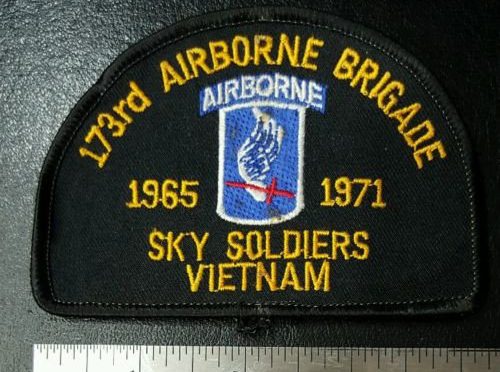 173rd AIRBORNE BRIGADE
AIRBORNE
1965 1971
SKY SOLDIERS
VIETNAM